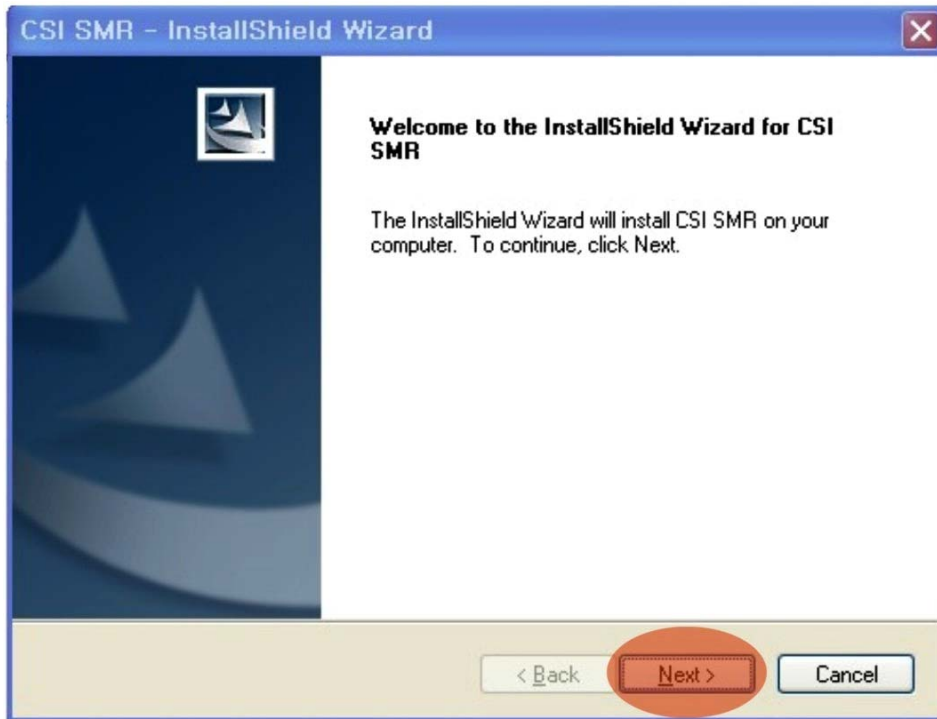 CSI SMR - InstallShield Wizard
Welcome to the InstallShield Wizard for CSI
SMR
The InstallShield Wizard will install CSI SMR on your
computer.  To continue, click Next.
< Back
Next >
Cancel